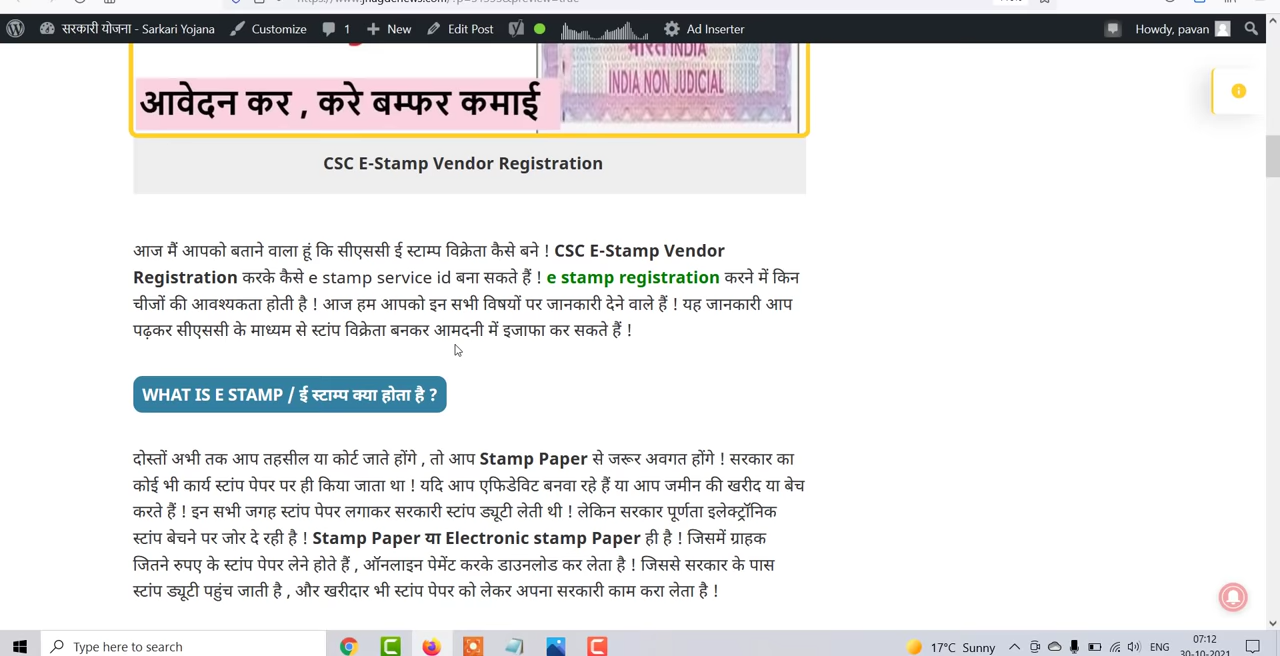 सरकारी योजना - Sarkari Yojana Customize 1 New Edit Post Ad Inserter Howdy, pavan
भारत INDIA
INDIA NON JUDICIAL
आवेदन कर , करे बम्फर कमाई
CSC E-Stamp Vendor Registration
आज मैं आपको बताने वाला हूं कि सीएससी ई स्टाम्प विक्रेता कैसे बने ! CSC E-Stamp Vendor
Registration करके कैसे e stamp service id बना सकते हैं ! e stamp registration करने में किन
चीजों की आवश्यकता होती है ! आज हम आपको इन सभी विषयों पर जानकारी देने वाले हैं ! यह जानकारी आप
पढ़कर सीएससी के माध्यम से स्टांप विक्रेता बनकर आमदनी में इजाफा कर सकते हैं !
WHAT IS E STAMP / ई स्टाम्प क्या होता है ?
दोस्तों अभी तक आप तहसील या कोर्ट जाते होंगे , तो आप Stamp Paper से जरूर अवगत होंगे ! सरकार का
कोई भी कार्य स्टांप पेपर पर ही किया जाता था ! यदि आप एफिडेविट बनवा रहे हैं या आप जमीन की खरीद या बेच
करते हैं ! इन सभी जगह स्टांप पेपर लगाकर सरकारी स्टांप ड्यूटी लेती थी ! लेकिन सरकार पूर्णता इलेक्ट्रॉनिक
स्टांप बेचने पर जोर दे रही है ! Stamp Paper या Electronic stamp Paper ही है ! जिसमें ग्राहक
जितने रुपए के स्टांप पेपर लेने होते हैं , ऑनलाइन पेमेंट करके डाउनलोड कर लेता है ! जिससे सरकार के पास
स्टांप ड्यूटी पहुंच जाती है , और खरीदार भी स्टांप पेपर को लेकर अपना सरकारी काम करा लेता है !
Type here to search 17°C Sunny ENG 07:12
30-10-2021